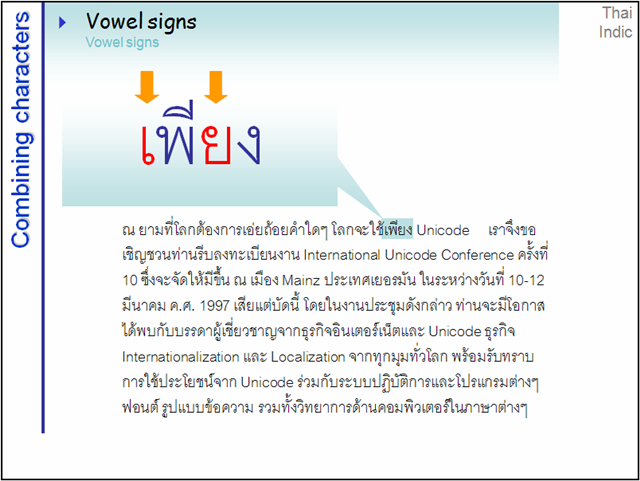 Combining characters
Vowel signs
Vowel signs
Thai
Indic
เพียง
ณ ยามที่โลกต้องการเอ่ยถ้อยคำใดๆ โลกจะใช้เพียง Unicode เราจึงขอ
เชิญชวนท่านรีบลงทะเบียนงาน International Unicode Conference ครั้งที่
10 ซึ่งจะจัดให้มีขึ้น ณ เมือง Mainz ประเทศเยอรมัน ในระหว่างวันที่ 10-12
มีนาคม ค.ศ. 1997 เสียแต่บัดนี้ โดยในงานประชุมดังกล่าว ท่านจะมีโอกาส
ได้พบกับบรรดาผู้เชี่ยวชาญจากธุรกิจอินเตอร์เน็ตและ Unicode ธุรกิจ
Internationalization และ Localization จากทุกมุมทั่วโลก พร้อมรับทราบ
การใช้ประโยชน์จาก Unicode ร่วมกับระบบปฏิบัติการและโปรแกรมต่างๆ
ฟอนต์ รูปแบบข้อความ รวมทั้งวิทยาการด้านคอมพิวเตอร์ในภาษาต่างๆ